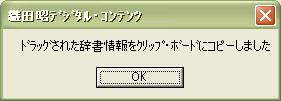 織田昭デジタル・コンテンツ
ﾄﾞﾗｯｸﾞされた辞書情報をｸﾘｯﾌﾟ･ﾎﾞｰﾄﾞにｺﾋﾟｰしました
OK